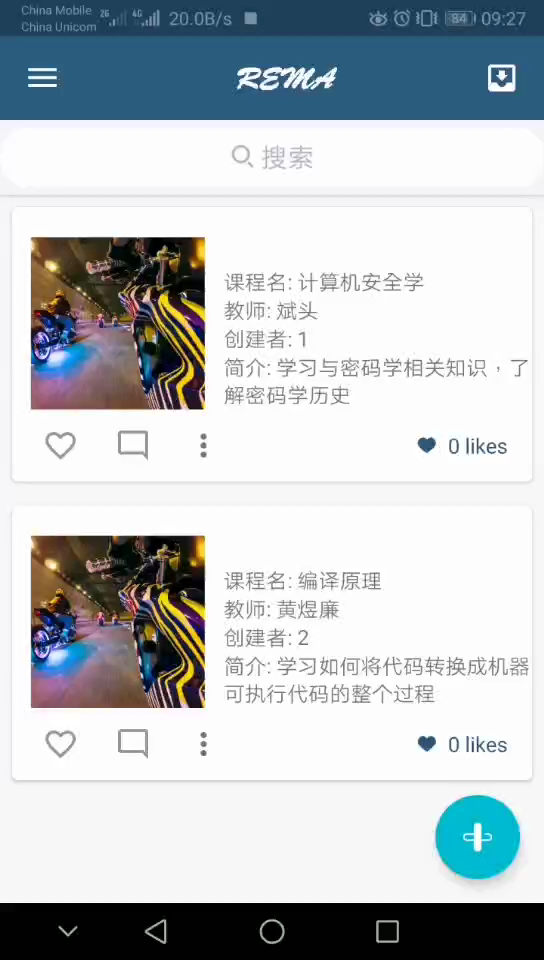 China Mobile
China Unicom
2G
4G
20.0B/s
84
09:27
REMA
搜索
课程名: 计算机安全学
教师: 斌头
创建者: 1
简介: 学习与密码学相关知识，了
解密码学历史
0 likes
课程名: 编译原理
教师: 黄煜廉
创建者: 2
简介: 学习如何将代码转换成机器
可执行代码的整个过程
0 likes